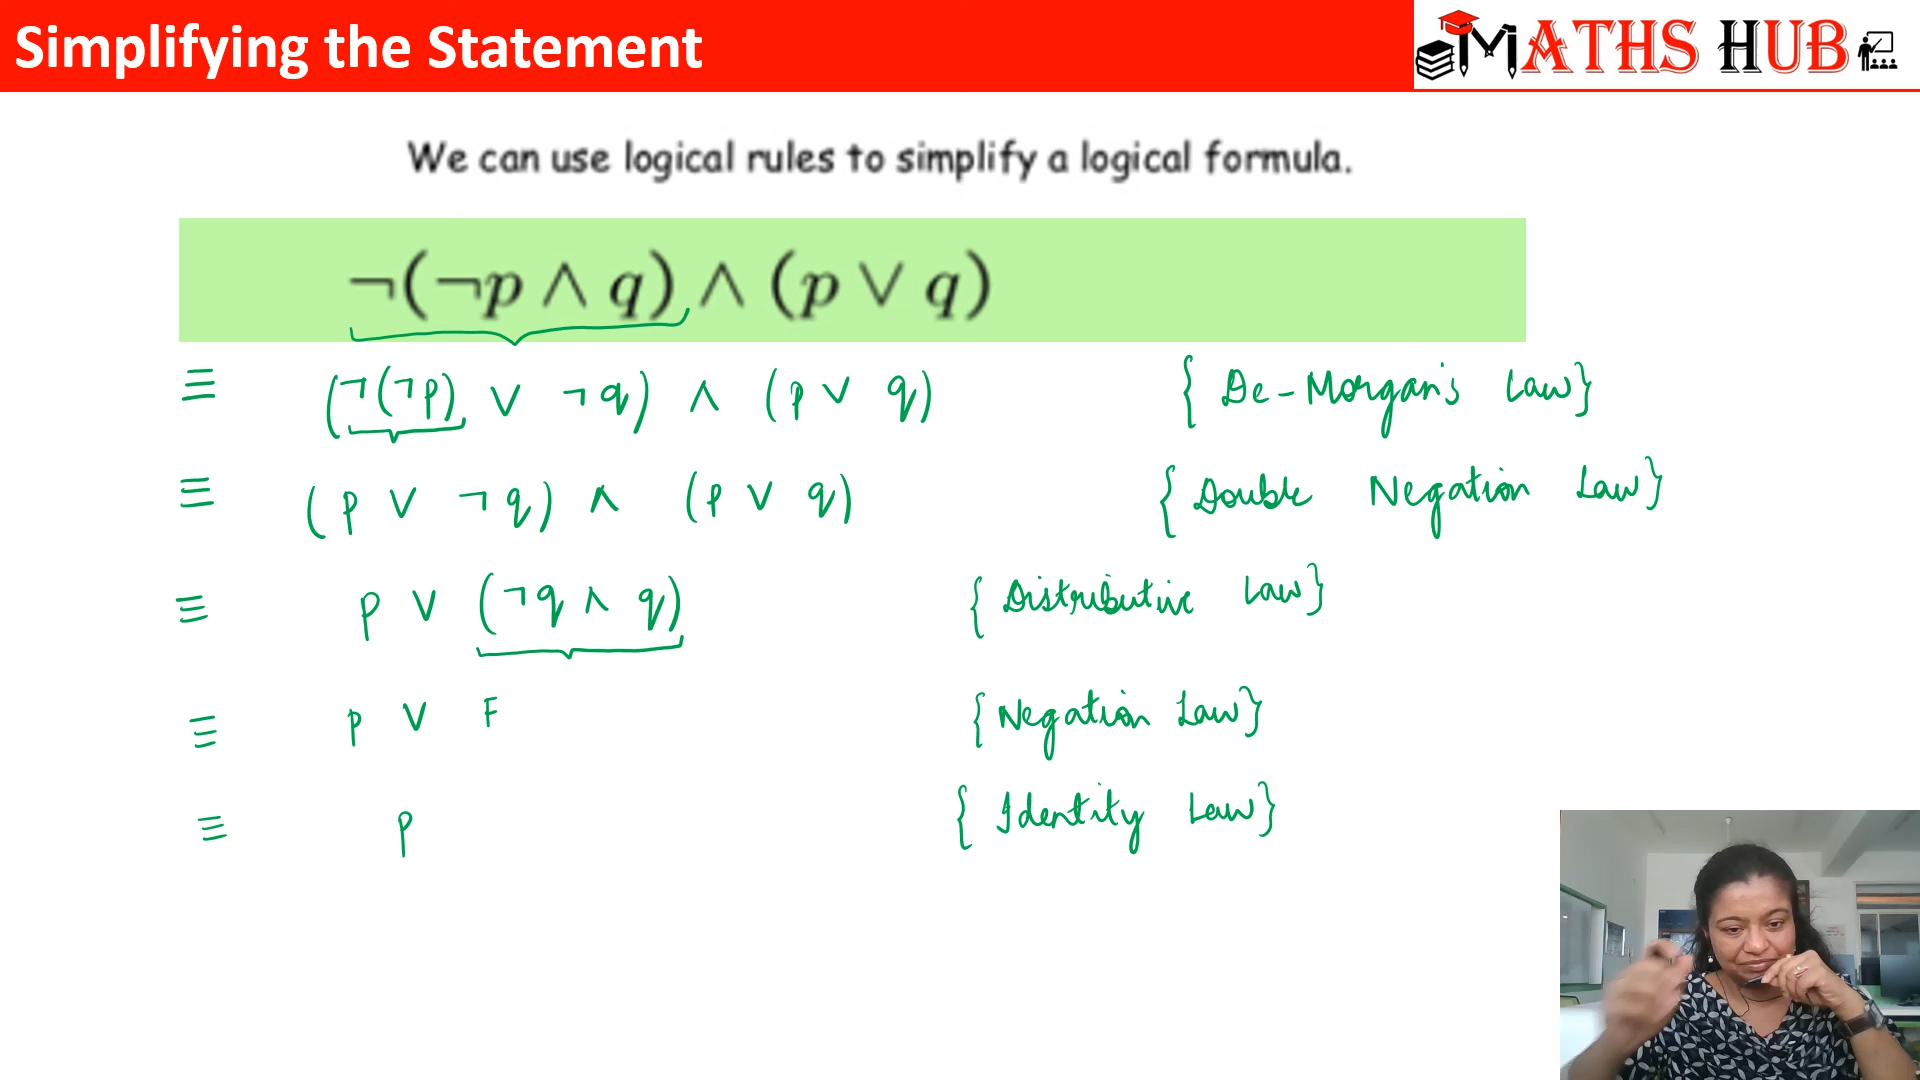 Simplifying the Statement
MATHS HUB
We can use logical rules to simplify a logical formula.
¬(¬p ∧ q) ∧ (p ∨ q)
≡ (¬(¬p) ∨ ¬q) ∧ (p ∨ q) { De-Morgan's Law}
≡ (p ∨ ¬q) ∧ (p ∨ q) { Double Negation Law}
≡ p ∨ (¬q ∧ q) { Distributive Law}
≡ p ∨ F { Negation Law}
≡ p { Identity Law}